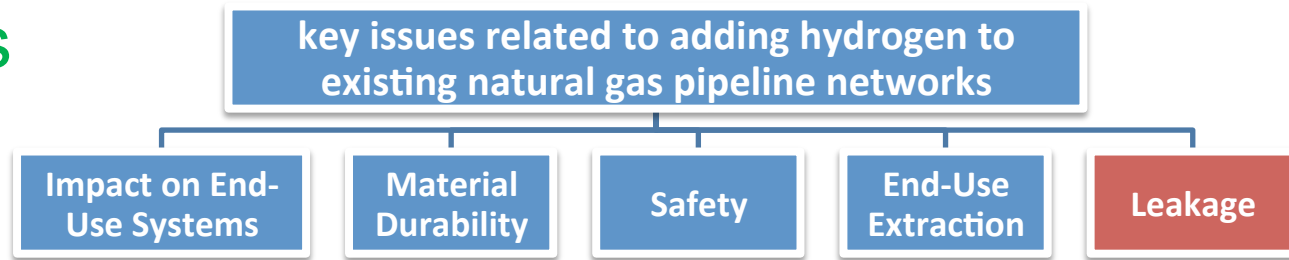 s
key issues related to adding hydrogen to
existing natural gas pipeline networks
Impact on End-
Use Systems
Material
Durability
Safety
End-Use
Extraction
Leakage